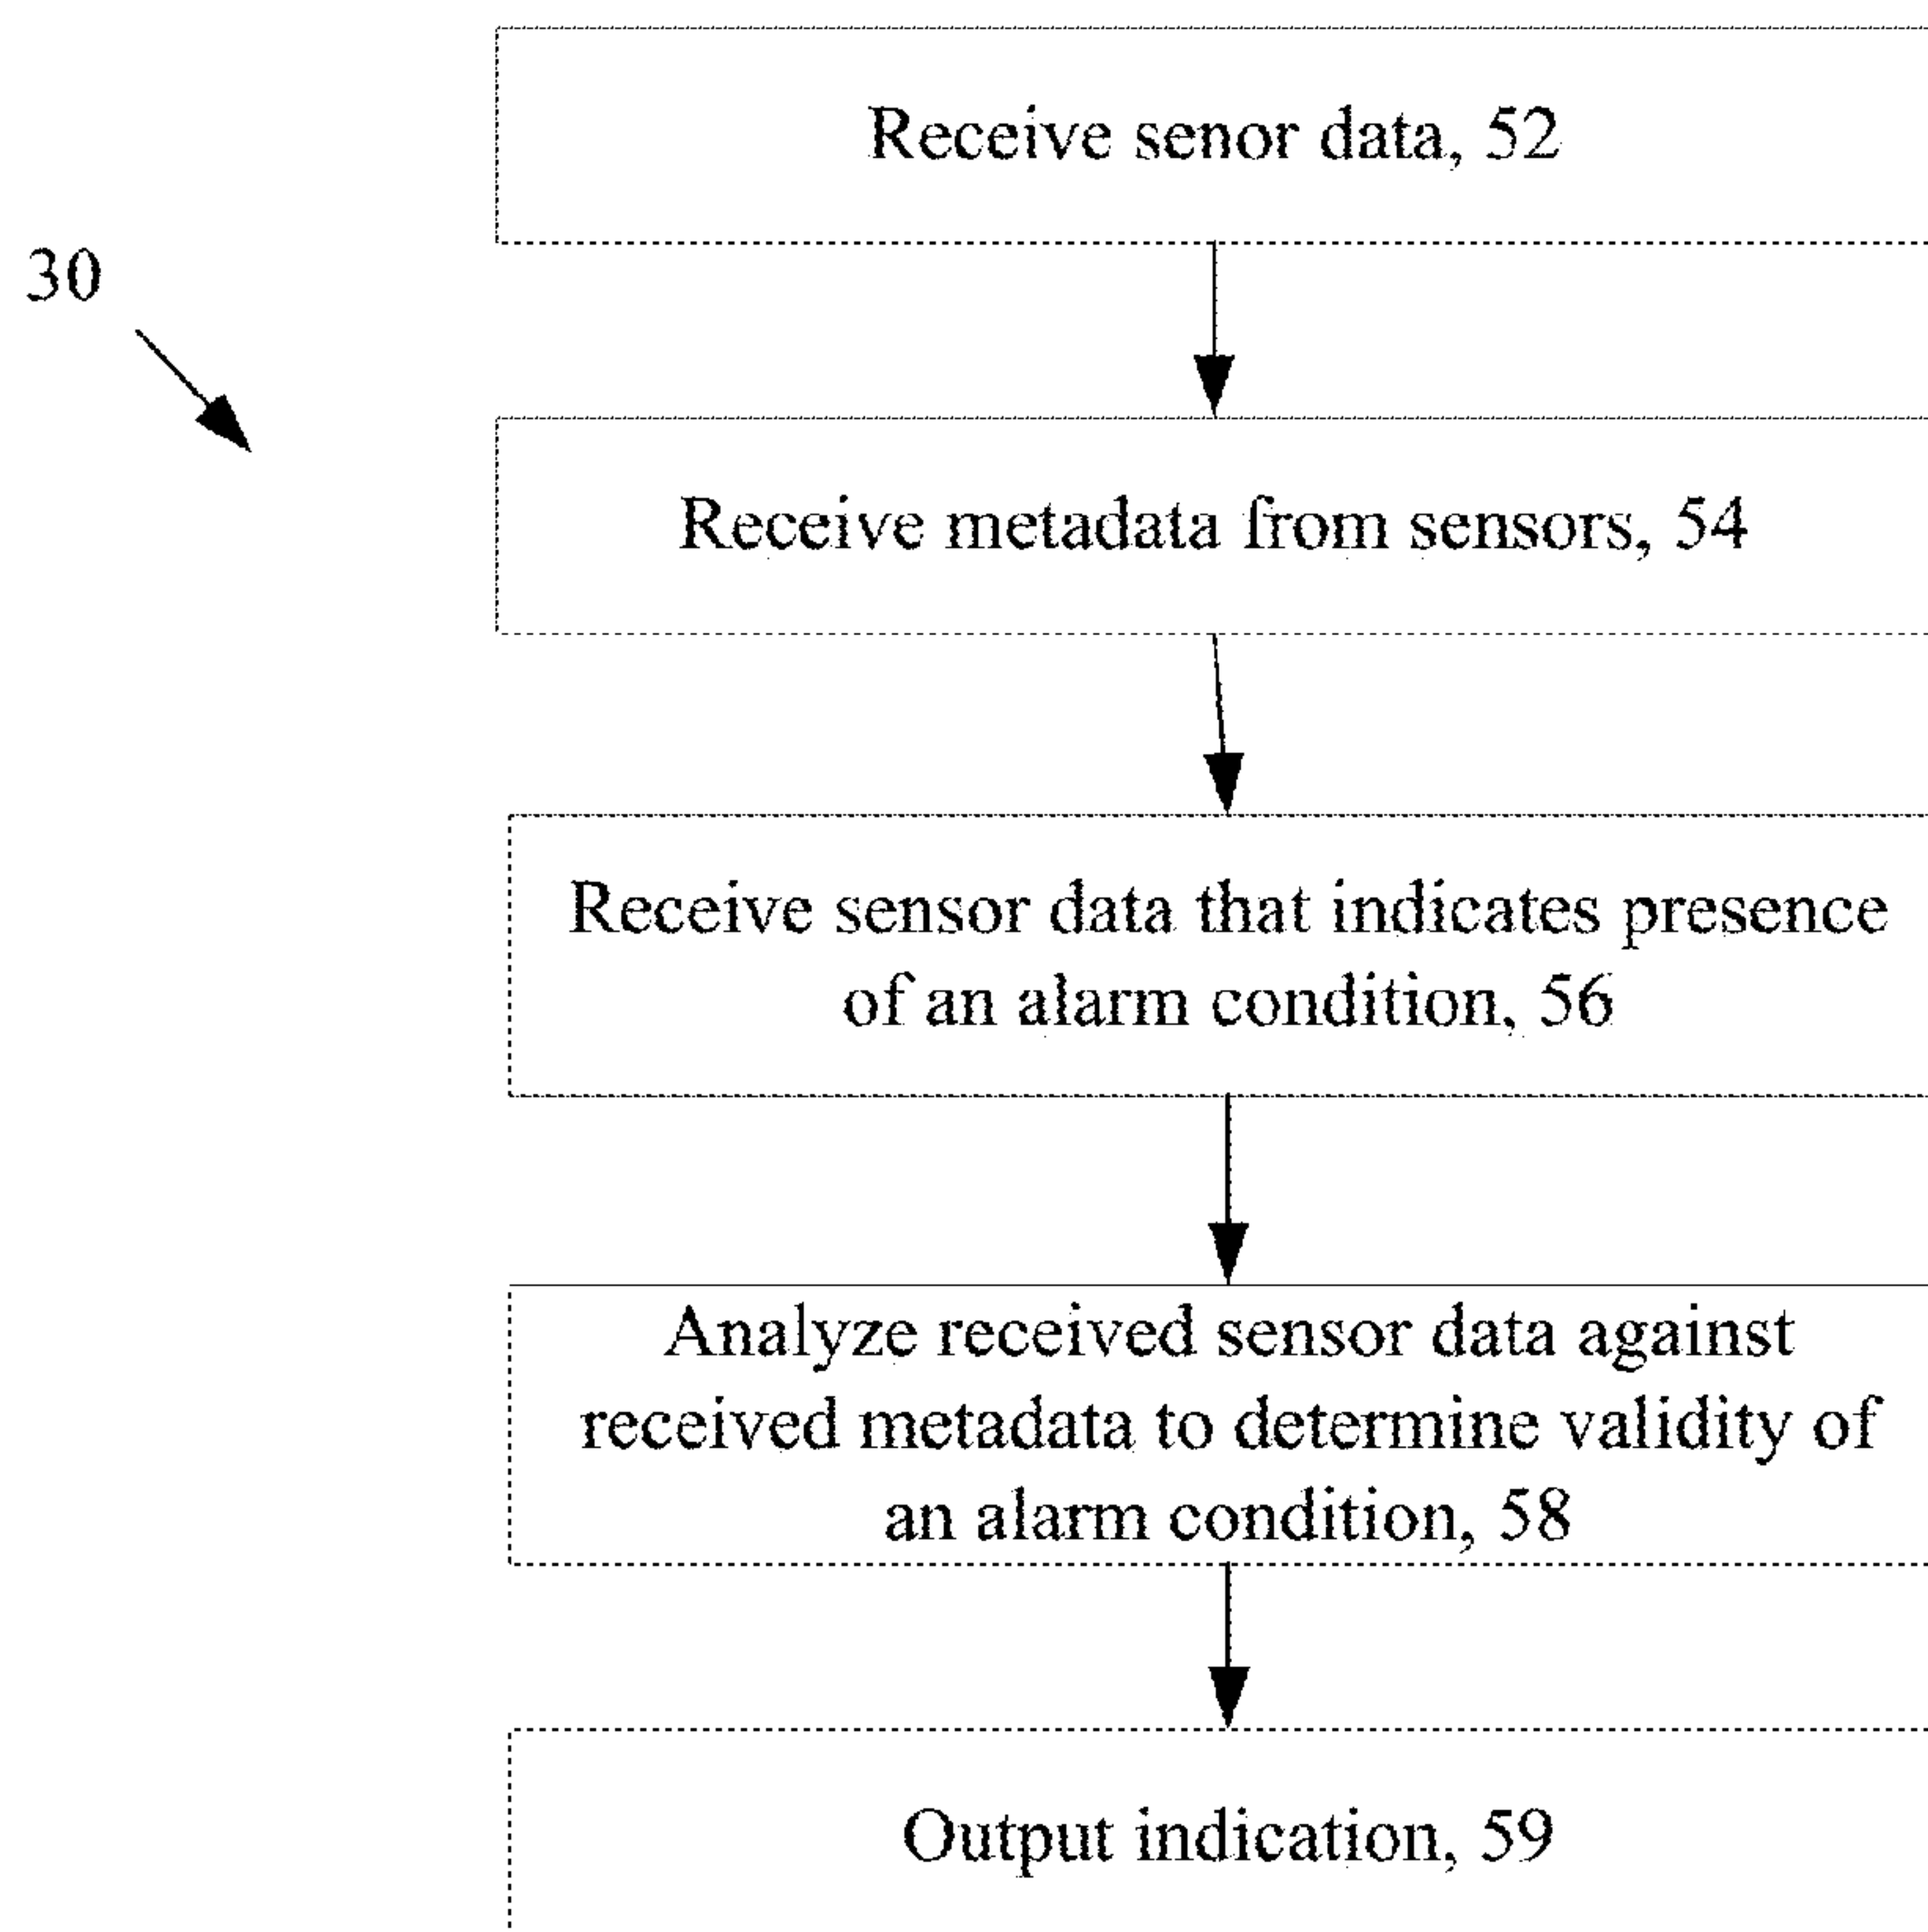 Receive senor data, 52
30
Receive metadata from sensors, 54
Receive sensor data that indicates presence
of an alarm condition, 56
Analyze received sensor data against
received metadata to determine validity of
an alarm condition, 58
Output indication, 59